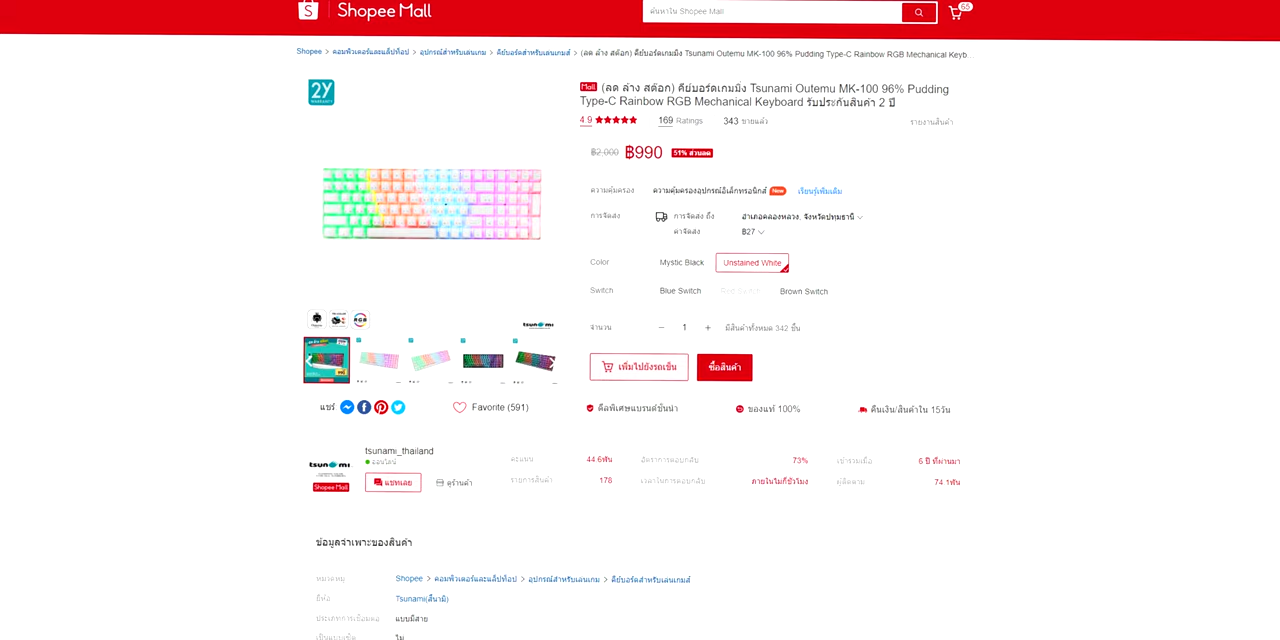 Shopee Mall
ค้นหาใน Shopee Mall
65
Shopee > คอมพิวเตอร์และแล็ปท็อป > อุปกรณ์สำหรับเล่นเกม > คีย์บอร์ดสำหรับเล่นเกมส์ > (ลด ล้าง สต๊อก) คีย์บอร์ดเกมมิ่ง Tsunami Outemu MK-100 96% Pudding Type-C Rainbow RGB Mechanical Keyb...
2Y
WARRANTY
Mall (ลด ล้าง สต๊อก) คีย์บอร์ดเกมมิ่ง Tsunami Outemu MK-100 96% Pudding
Type-C Rainbow RGB Mechanical Keyboard รับประกันสินค้า 2 ปี
4.9 169 Ratings 343 ขายแล้ว รายงานสินค้า
฿2,000 ฿990 51% ส่วนลด
ความคุ้มครอง ความคุ้มครองอุปกรณ์อิเล็กทรอนิกส์ New เรียนรู้เพิ่มเติม
การจัดส่ง การจัดส่ง ถึง อำเภอคลองหลวง, จังหวัดปทุมธานี
ค่าจัดส่ง ฿27
Color Mystic Black Unstained White
Switch Blue Switch Red Switch Brown Switch
จำนวน − 1 + มีสินค้าทั้งหมด 342 ชิ้น
RGB
tsunami
เพิ่มไปยังรถเข็น ซื้อสินค้า
แชร์ Favorite (591) ดีลพิเศษแบรนด์ชั้นนำ ของแท้ 100% คืนเงิน/สินค้าใน 15วัน
tsunami_thailand
ออนไลน์
tsunami
Shopee Mall
แชทเลย ดูร้านค้า
คะแนน 44.6พัน อัตราการตอบกลับ 73% เข้าร่วมเมื่อ 6 ปี ที่ผ่านมา
รายการสินค้า 178 เวลาในการตอบกลับ ภายในไม่กี่ชั่วโมง ผู้ติดตาม 74.1พัน
ข้อมูลจำเพาะของสินค้า
หมวดหมู่ Shopee > คอมพิวเตอร์และแล็ปท็อป > อุปกรณ์สำหรับเล่นเกม > คีย์บอร์ดสำหรับเล่นเกมส์
ยี่ห้อ Tsunami(สึนามิ)
ประเภทการเชื่อมต่อ แบบมีสาย
เป็นแบบเซ็ต ไม่